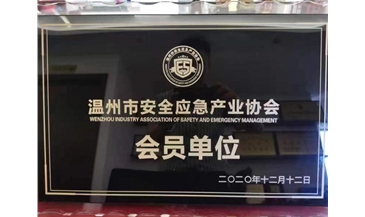 温州市安全应急产业协会
WENZHOU INDUSTRY ASSOCIATION OF SAFETY AND EMERGENCY MANAGEMENT
会员单位
二〇二〇年十二月十二日